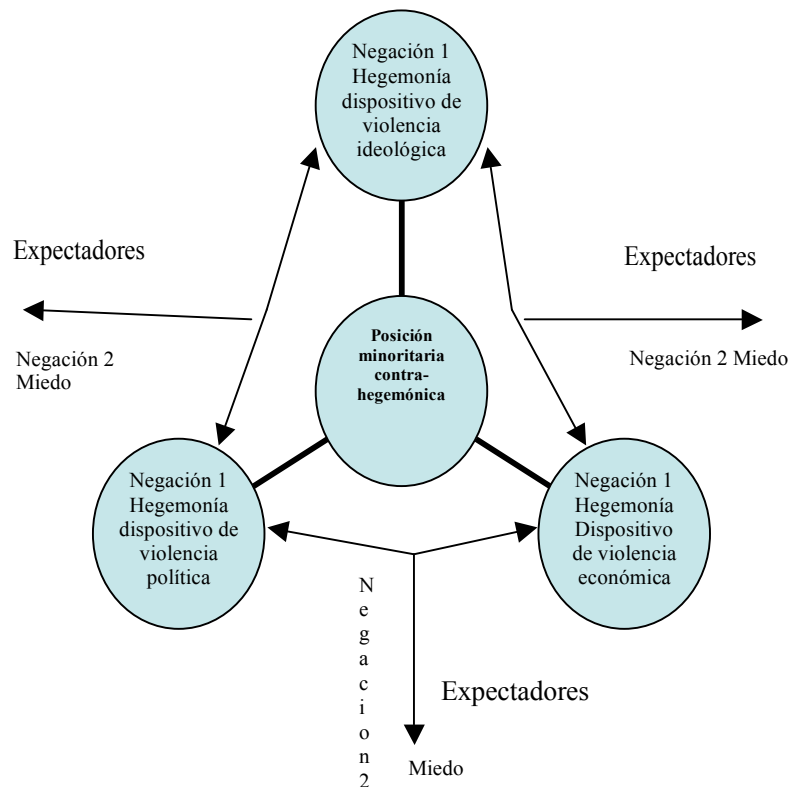 Negación 1
Hegemonía
dispositivo de
violencia
ideológica
Expectadores
Expectadores
Negación 2
Miedo
Posición
minoritaria
contra-
hegemónica
Negación 2 Miedo
Negación 1
Hegemonía
dispositivo de
violencia
política
Negación 1
Hegemonía
Dispositivo
de violencia
económica
N
e
g
a
c
i
o
n
2
Expectadores
Miedo